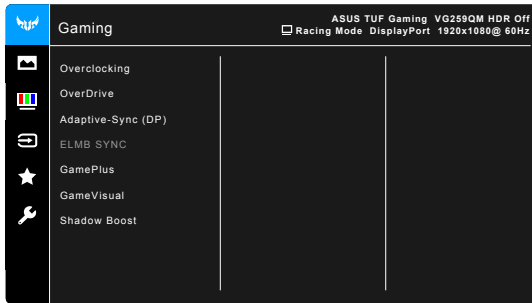 Gaming
ASUS TUF Gaming VG259QM HDR Off
Racing Mode DisplayPort 1920x1080@ 60Hz
Overclocking
OverDrive
Adaptive-Sync (DP)
ELMB SYNC
GamePlus
GameVisual
Shadow Boost